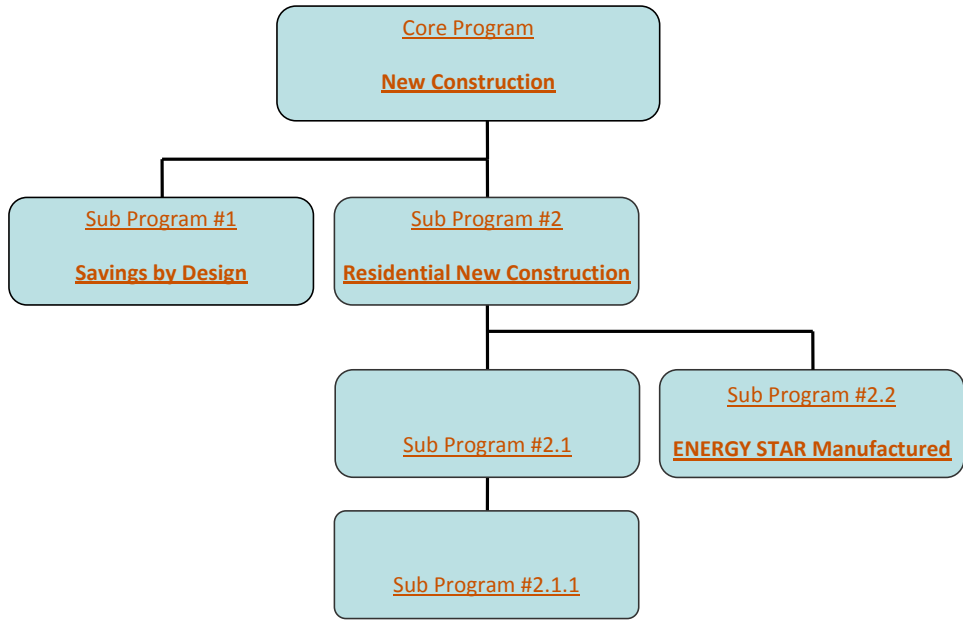 Core Program
New Construction
Sub Program #1
Savings by Design
Sub Program #2
Residential New Construction
Sub Program #2.1
Sub Program #2.2
ENERGY STAR Manufactured
Sub Program #2.1.1